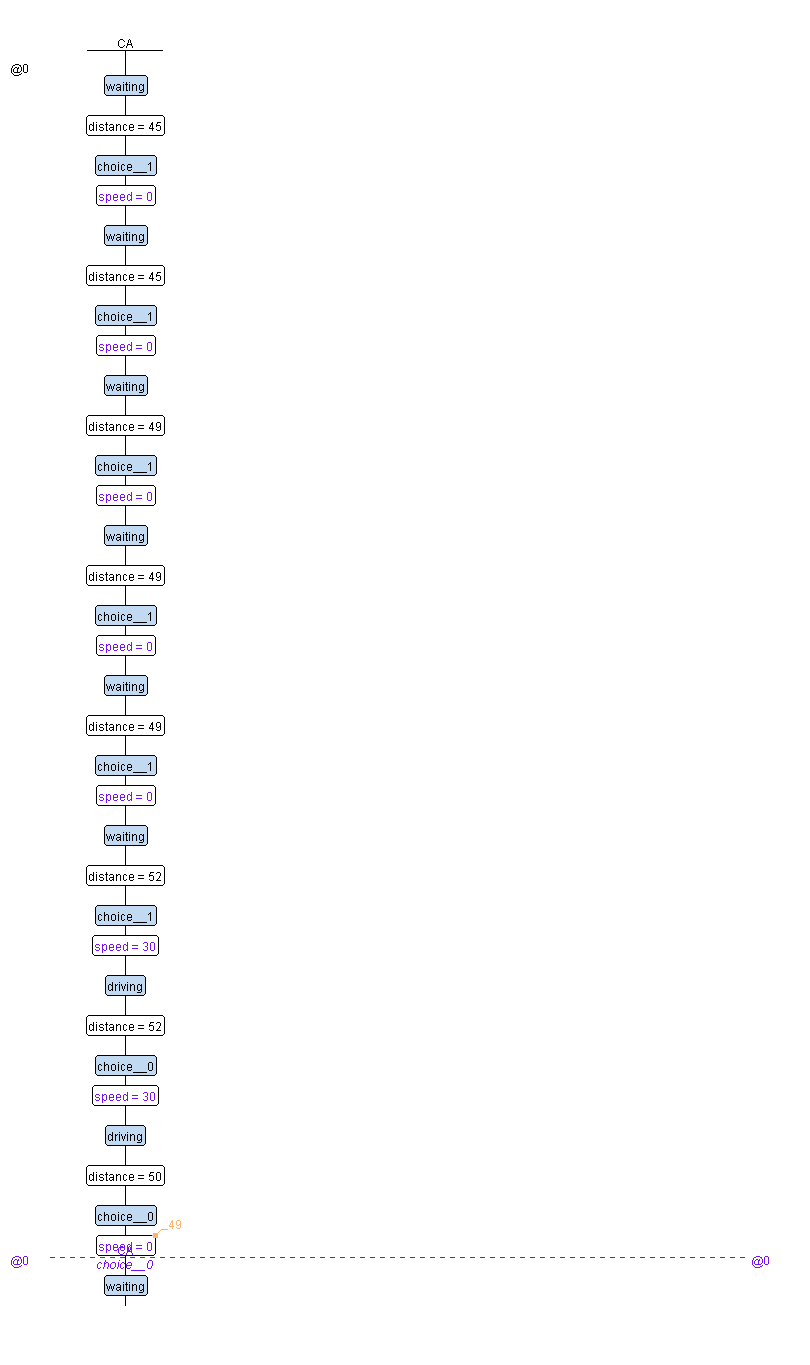 CA
@0
waiting
distance = 45
choice__1
speed = 0
waiting
distance = 45
choice__1
speed = 0
waiting
distance = 49
choice__1
speed = 0
waiting
distance = 49
choice__1
speed = 0
waiting
distance = 49
choice__1
speed = 0
waiting
distance = 52
choice__1
speed = 30
driving
distance = 52
choice__0
speed = 30
driving
distance = 50
choice__0
_49
speed = 0
CA
@0
choice__0
@0
waiting